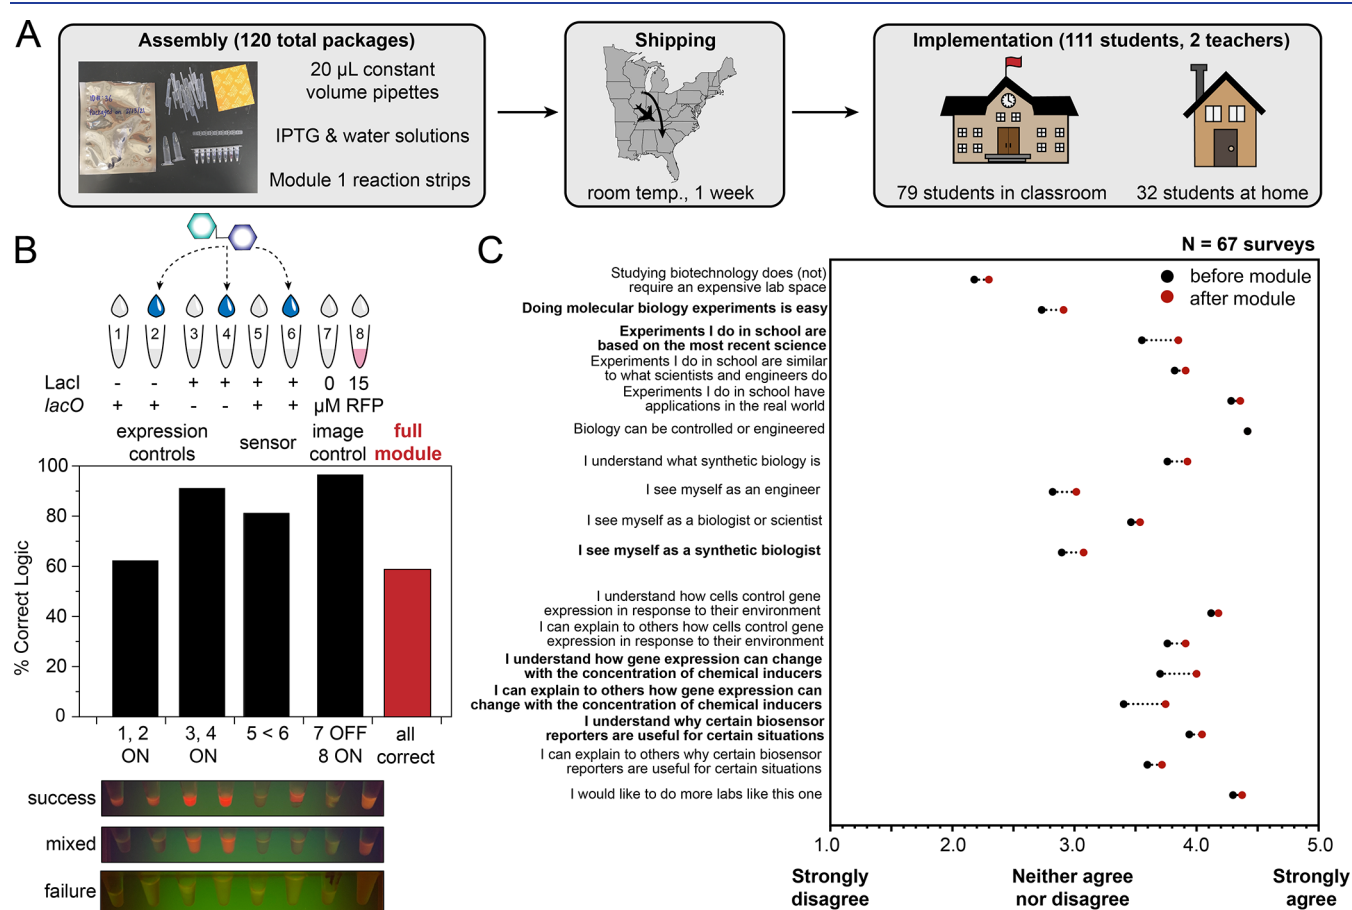 A
Assembly (120 total packages)
20 µL constant
volume pipettes
IPTG & water solutions
Module 1 reaction strips
Shipping
room temp., 1 week
Implementation (111 students, 2 teachers)
79 students in classroom
32 students at home
B
1 2 3 4 5 6 7 8
LacI - - + + + + 0 15
lacO + + - - + + µM RFP
expression
controls
sensor
image
control
full
module
% Correct Logic
100
80
60
40
20
0
1, 2
ON
3, 4
ON
5 < 6
7 OFF
8 ON
all
correct
success
mixed
failure
C
N = 67 surveys
before module
after module
Studying biotechnology does (not)
require an expensive lab space
Doing molecular biology experiments is easy
Experiments I do in school are
based on the most recent science
Experiments I do in school are similar
to what scientists and engineers do
Experiments I do in school have
applications in the real world
Biology can be controlled or engineered
I understand what synthetic biology is
I see myself as an engineer
I see myself as a biologist or scientist
I see myself as a synthetic biologist
I understand how cells control gene
expression in response to their environment
I can explain to others how cells control gene
expression in response to their environment
I understand how gene expression can change
with the concentration of chemical inducers
I can explain to others how gene expression can
change with the concentration of chemical inducers
I understand why certain biosensor
reporters are useful for certain situations
I can explain to others why certain biosensor
reporters are useful for certain situations
I would like to do more labs like this one
1.0 2.0 3.0 4.0 5.0
Strongly
disagree
Neither agree
nor disagree
Strongly
agree